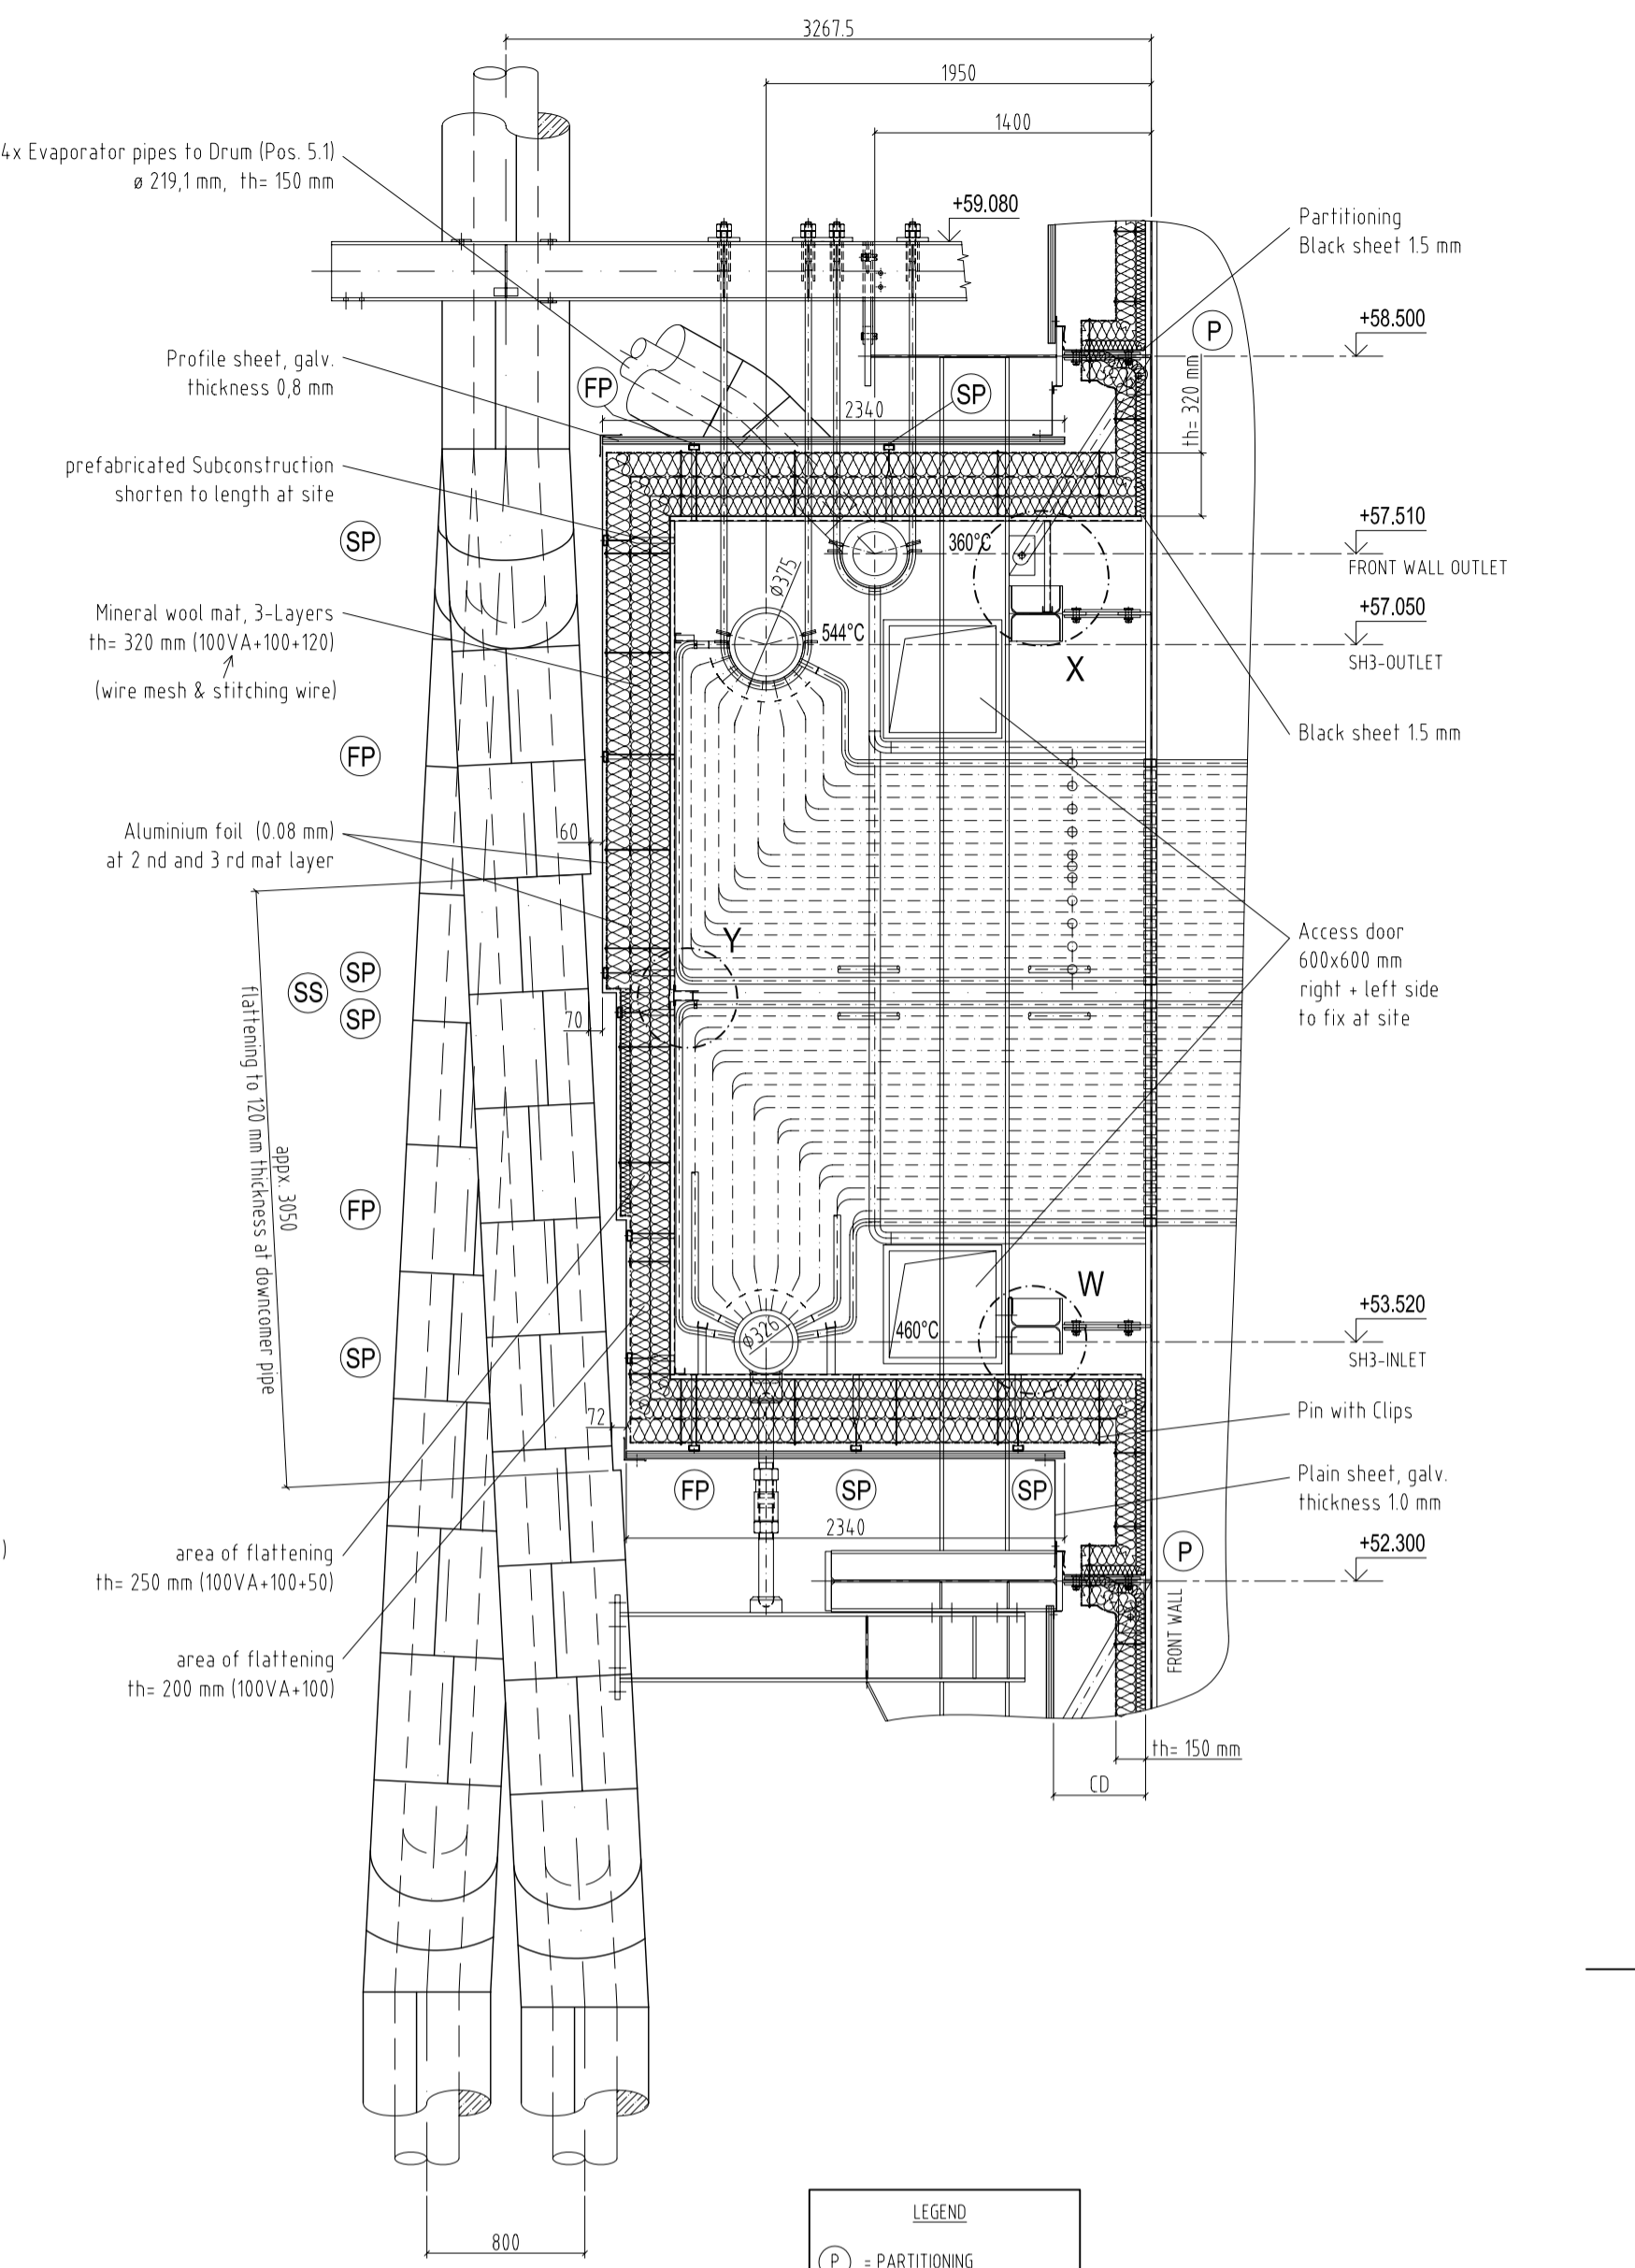 3267.5
1950
1400
4x Evaporator pipes to Drum (Pos. 5.1)
ø 219,1 mm, th= 150 mm
+59.080
Partitioning
Black sheet 1.5 mm
P
+58.500
Profile sheet, galv.
thickness 0,8 mm
FP
SP
2340
th= 320 mm
prefabricated Subconstruction
shorten to length at site
SP
+57.510
360°C
FRONT WALL OUTLET
Ø375
Mineral wool mat, 3-Layers
th= 320 mm (100VA+100+120)
(wire mesh & stitching wire)
544°C
+57.050
SH3-OUTLET
X
Black sheet 1.5 mm
FP
Aluminium foil (0.08 mm)
at 2 nd and 3 rd mat layer
60
Y
Access door
600x600 mm
right + left side
to fix at site
SS
SP
SP
70
flattening to 120 mm thickness at downcomer pipe
appx. 3050
FP
W
+53.520
Ø326
460°C
SH3-INLET
SP
72
Pin with Clips
FP
SP
SP
Plain sheet, galv.
thickness 1.0 mm
2340
+52.300
P
)
area of flattening
th= 250 mm (100VA+100+50)
FRONT WALL
area of flattening
th= 200 mm (100VA+100)
th= 150 mm
CD
LEGEND
800
P = PARTITIONING